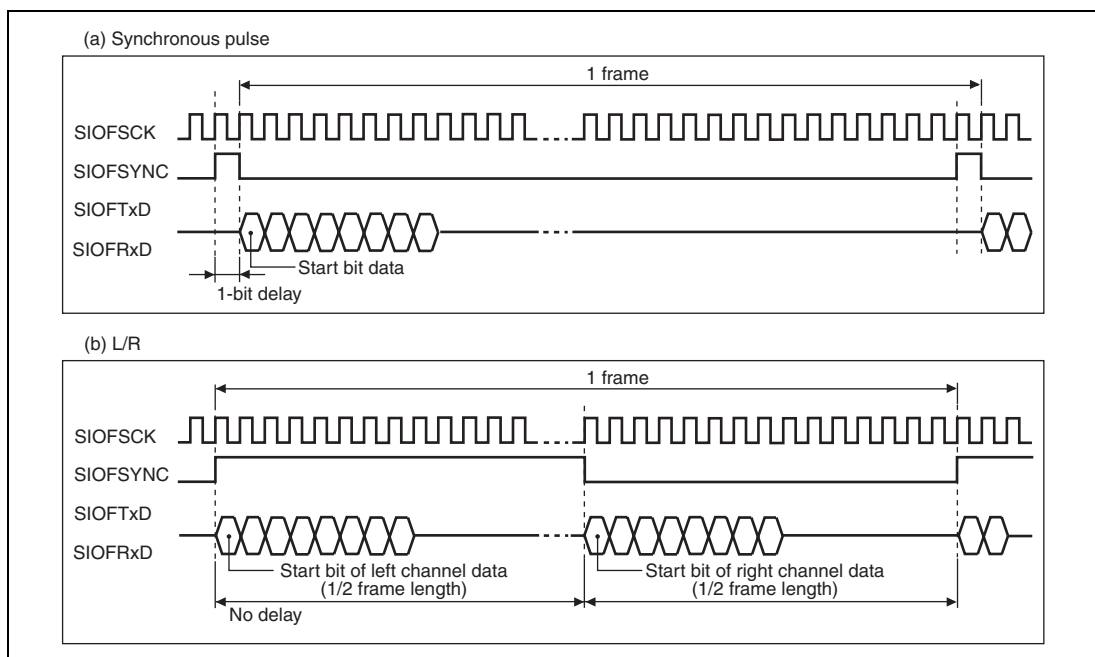 (a) Synchronous pulse
1 frame
SIOFSCK
SIOFSYNC
SIOFTxD
SIOFRxD
Start bit data
1-bit delay
(b) L/R
1 frame
SIOFSCK
SIOFSYNC
SIOFTxD
SIOFRxD
Start bit of left channel data
(1/2 frame length)
Start bit of right channel data
(1/2 frame length)
No delay